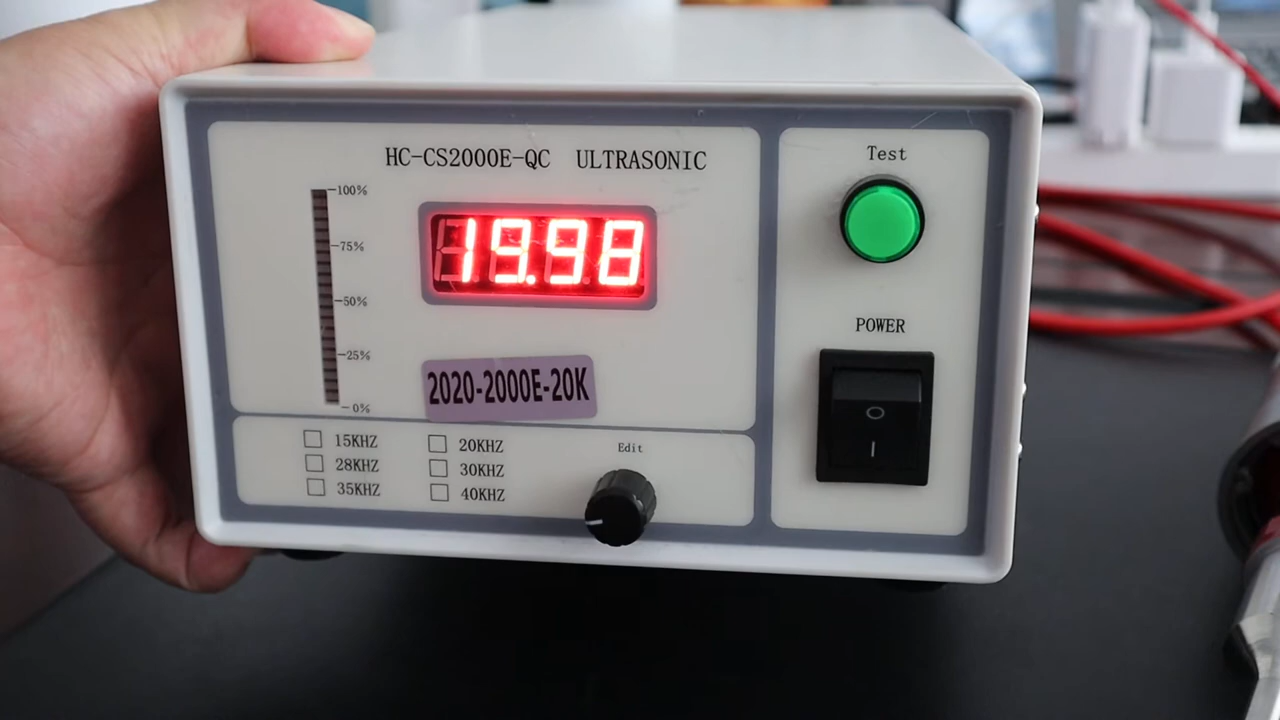 HC-CS2000E-QC ULTRASONIC
100%
75%
50%
25%
0%
19.98
2020-2000E-20K
15KHZ
20KHZ
28KHZ
30KHZ
35KHZ
40KHZ
Edit
Test
POWER
O
I